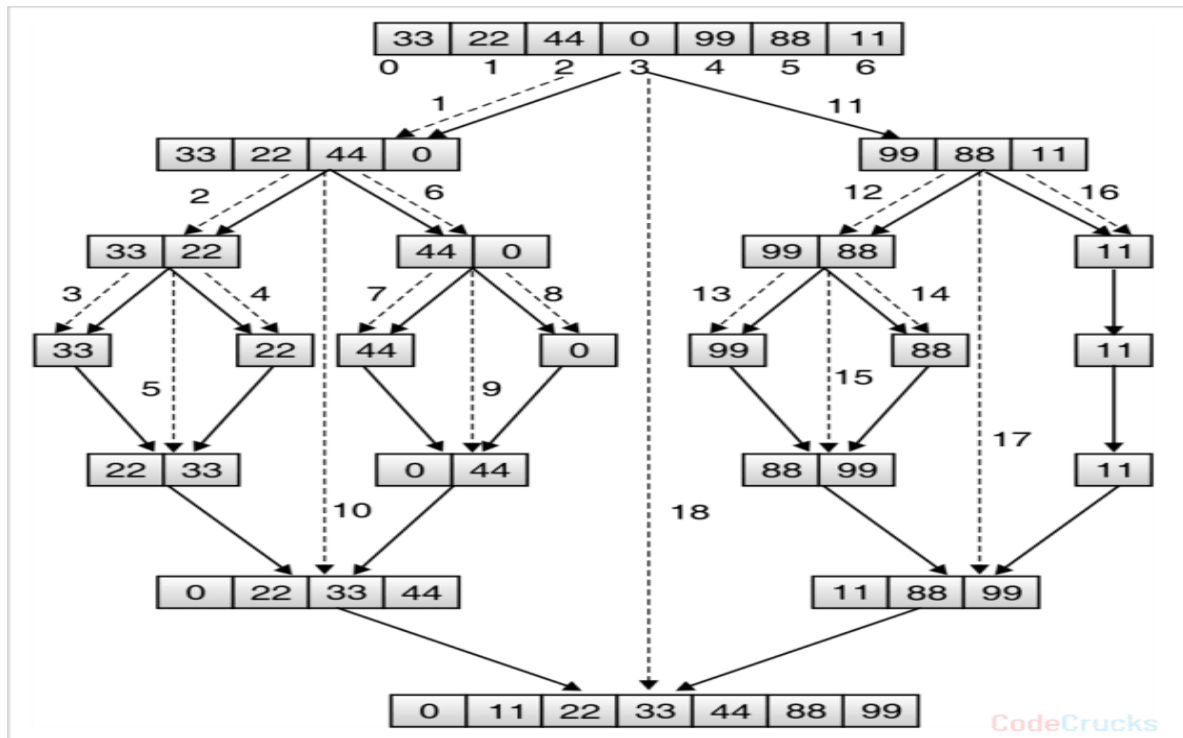 33 22 44 0 99 88 11
0 1 2 3 4 5 6
1 11
33 22 44 0 99 88 11
2 6 12 16
33 22 44 0 99 88 11
3 4 7 8 13 14
33 22 44 0 99 88 11
5 9 15
17
22 33 0 44 88 99 11
10 18
0 22 33 44 11 88 99
0 11 22 33 44 88 99
CodeCrucks